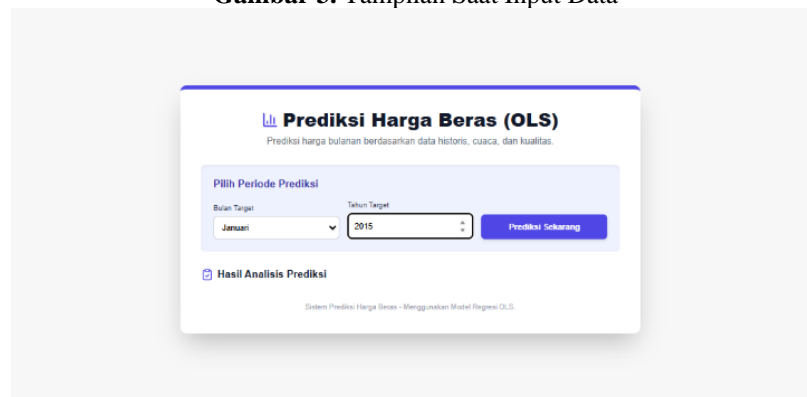 Gambar 3. Tampilan Saat Input Data
Prediksi Harga Beras (OLS)
Prediksi harga bulanan berdasarkan data historis, cuaca, dan kualitas.
Pilih Periode Prediksi
Bulan Target
Tahun Target
Januari
2015
Prediksi Sekarang
Hasil Analisis Prediksi
Sistem Prediksi Harga Beras - Menggunakan Model Regresi OLS.